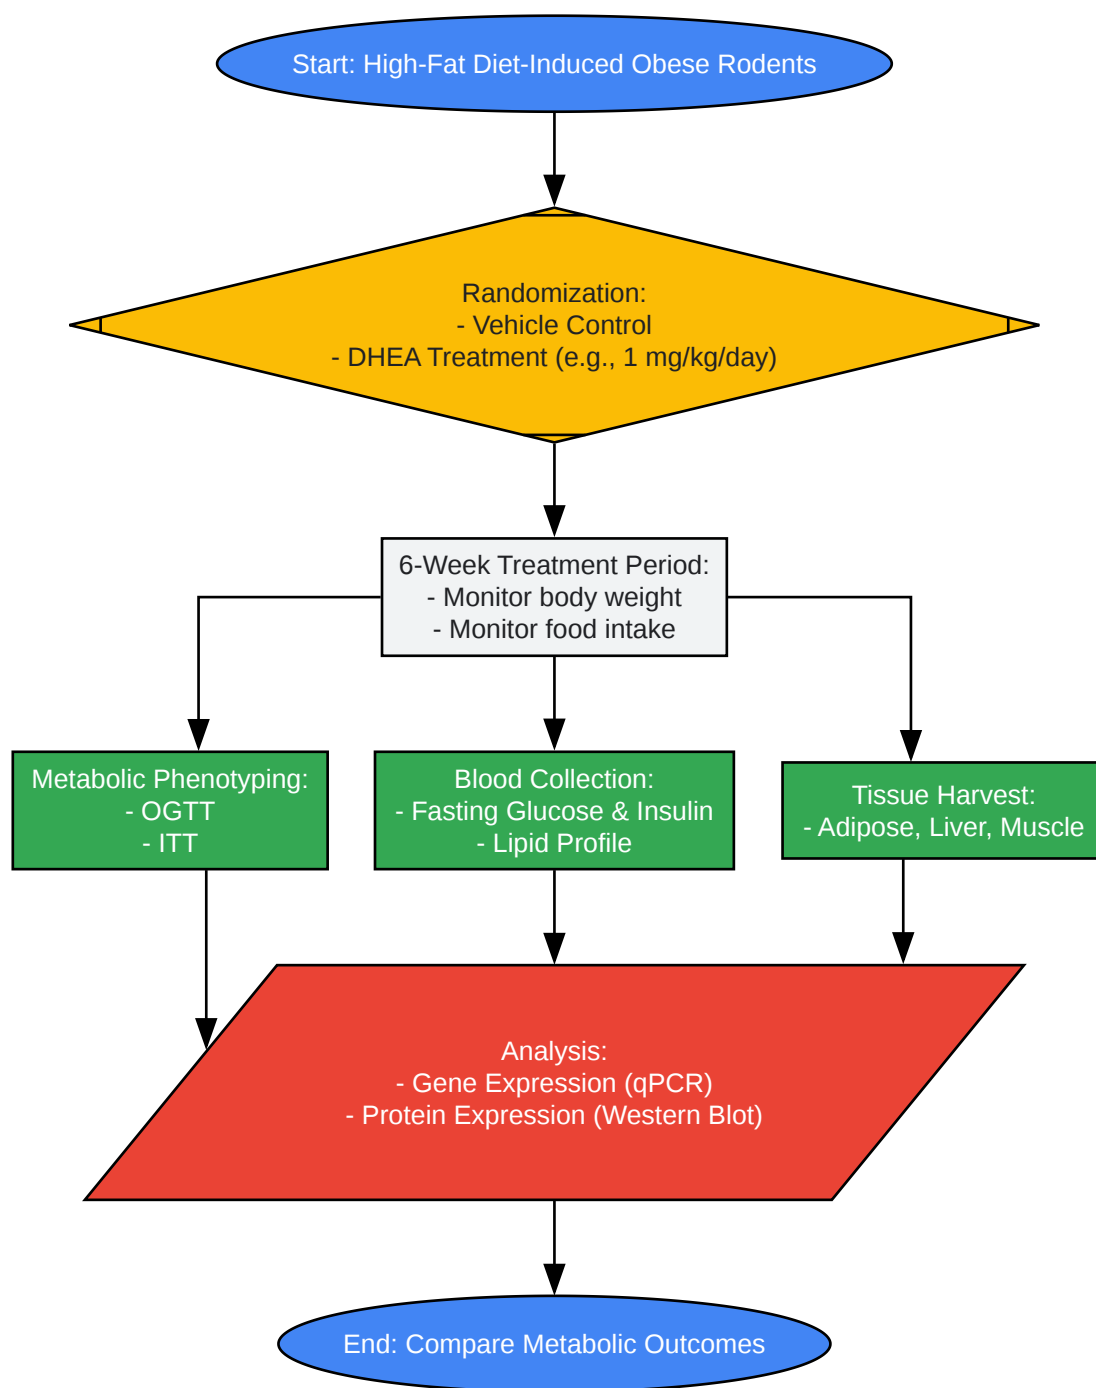 Start: High-Fat Diet-Induced Obese Rodents
Randomization:
- Vehicle Control
- DHEA Treatment (e.g., 1 mg/kg/day)
6-Week Treatment Period:
- Monitor body weight
- Monitor food intake
Metabolic Phenotyping:
- OGTT
- ITT
Blood Collection:
- Fasting Glucose & Insulin
- Lipid Profile
Tissue Harvest:
- Adipose, Liver, Muscle
Analysis:
- Gene Expression (qPCR)
- Protein Expression (Western Blot)
End: Compare Metabolic Outcomes